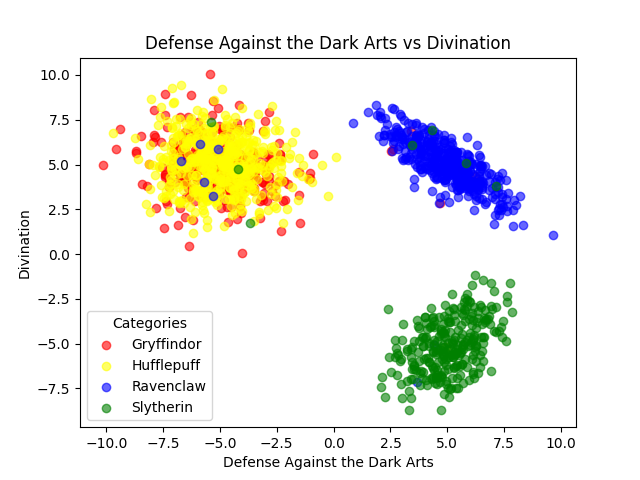 Defense Against the Dark Arts vs Divination
10.0
7.5
5.0
2.5
0.0
−2.5
−5.0
−7.5
Divination
Categories
Gryffindor
Hufflepuff
Ravenclaw
Slytherin
−10.0 −7.5 −5.0 −2.5 0.0 2.5 5.0 7.5 10.0
Defense Against the Dark Arts